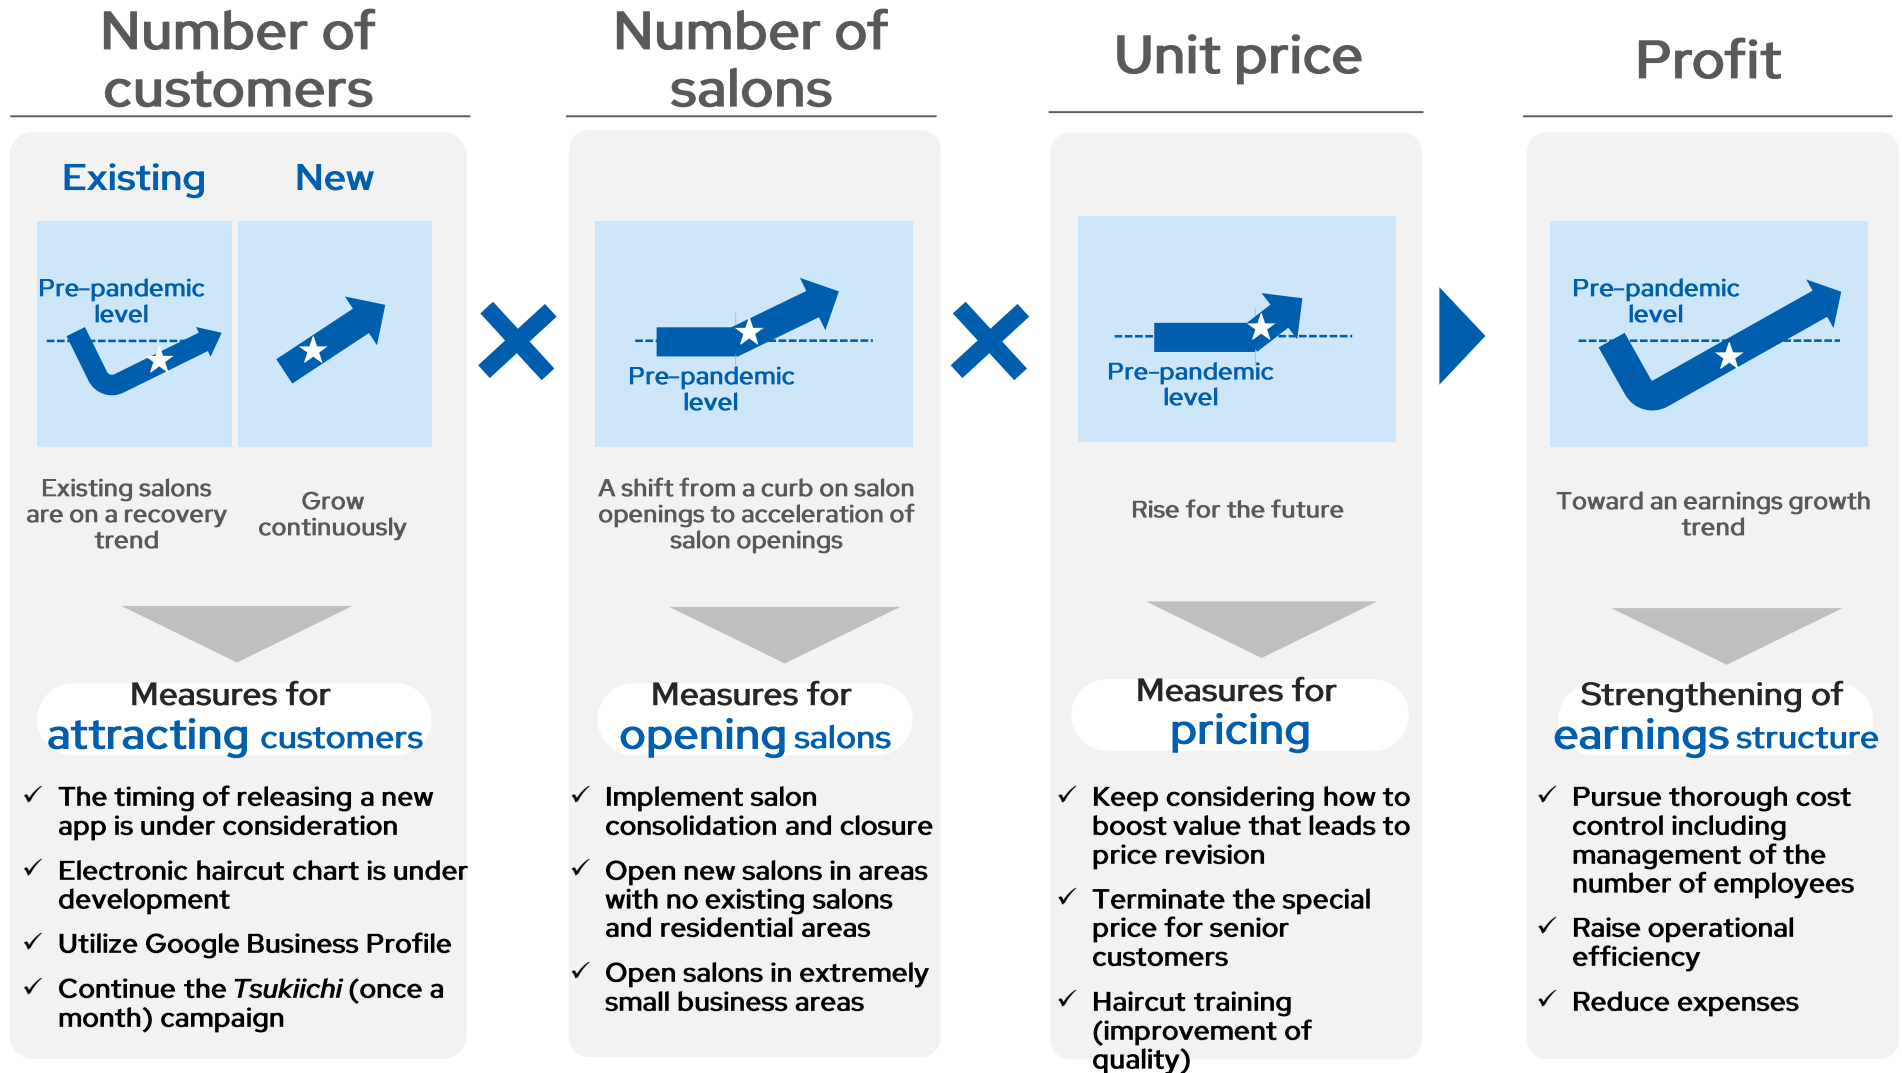 Number of
customers
Existing
New
Pre-pandemic
level
Existing salons
are on a recovery
trend
Grow
continuously
Measures for
attracting customers
✓ The timing of releasing a new
app is under consideration
✓ Electronic haircut chart is under
development
✓ Utilize Google Business Profile
✓ Continue the Tsukiichi (once a
month) campaign
Number of
salons
Pre-pandemic
level
A shift from a curb on salon
openings to acceleration of
salon openings
Measures for
opening salons
✓ Implement salon
consolidation and closure
✓ Open new salons in areas
with no existing salons
and residential areas
✓ Open salons in extremely
small business areas
Unit price
Pre-pandemic
level
Rise for the future
Measures for
pricing
✓ Keep considering how to
boost value that leads to
price revision
✓ Terminate the special
price for senior
customers
✓ Haircut training
(improvement of
quality)
Profit
Pre-pandemic
level
Toward an earnings growth
trend
Strengthening of
earnings structure
✓ Pursue thorough cost
control including
management of the
number of employees
✓ Raise operational
efficiency
✓ Reduce expenses